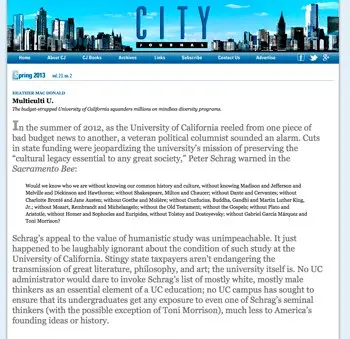 CITY
JOURNAL
Home About CJ CJ Books Archives Links Subscribe Contact Us Advertise
Spring 2013 vol. 23, no. 2
HEATHER MAC DONALD
Multiculti U.
The budget-strapped University of California squanders millions on mindless diversity programs.
In the summer of 2012, as the University of California reeled from one piece of
bad budget news to another, a veteran political columnist sounded an alarm. Cuts
in state funding were jeopardizing the university's mission of preserving the
"cultural legacy essential to any great society," Peter Schrag warned in the
Sacramento Bee:
Would we know who we are without knowing our common history and culture, without knowing Madison and Jefferson and
Melville and Dickinson and Hawthorne; without Shakespeare, Milton and Chaucer; without Dante and Cervantes; without
Charlotte Brontë and Jane Austen; without Goethe and Molière; without Confucius, Buddha, Gandhi and Martin Luther King,
Jr.; without Mozart, Rembrandt and Michelangelo; without the Old Testament; without the Gospels; without Plato and
Aristotle, without Homer and Sophocles and Euripides, without Tolstoy and Dostoyevsky; without Gabriel García Márquez and
Toni Morrison?
Schrag's appeal to the value of humanistic study was unimpeachable. It just
happened to be laughably ignorant about the condition of such study at the
University of California. Stingy state taxpayers aren't endangering the
transmission of great literature, philosophy, and art; the university itself is. No UC
administrator would dare to invoke Schrag's list of mostly white, mostly male
thinkers as an essential element of a UC education; no UC campus has sought to
ensure that its undergraduates get any exposure to even one of Schrag's seminal
thinkers (with the possible exception of Toni Morrison), much less to America's
founding ideas or history.